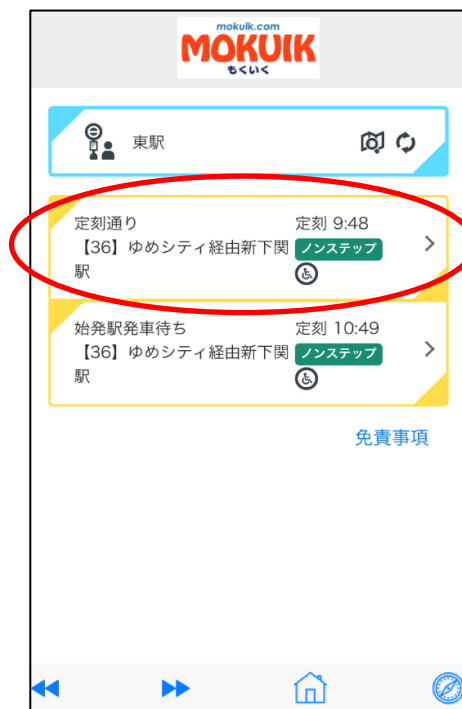 mokuik.com
MOKUIK
もくいく
東駅
定刻通り 定刻 9:48
【36】ゆめシティ経由新下関駅 ノンステップ
始発駅発車待ち 定刻 10:49
【36】ゆめシティ経由新下関駅 ノンステップ
免責事項